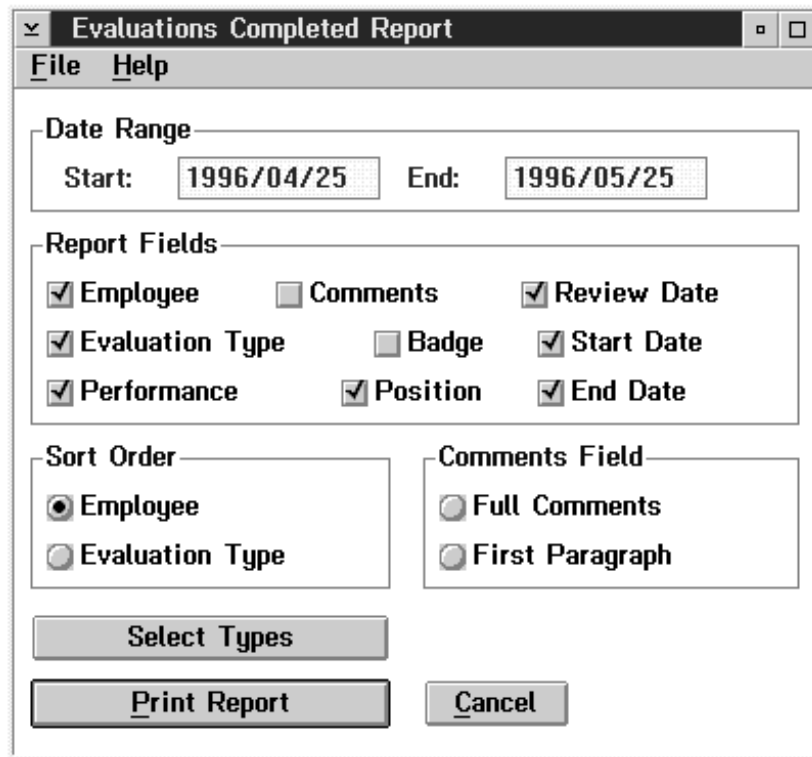 Evaluations Completed Report
File Help
Date Range
Start: 1996/04/25 End: 1996/05/25
Report Fields
Employee Comments Review Date
Evaluation Type Badge Start Date
Performance Position End Date
Sort Order Comments Field
Employee Full Comments
Evaluation Type First Paragraph
Select Types
Print Report Cancel